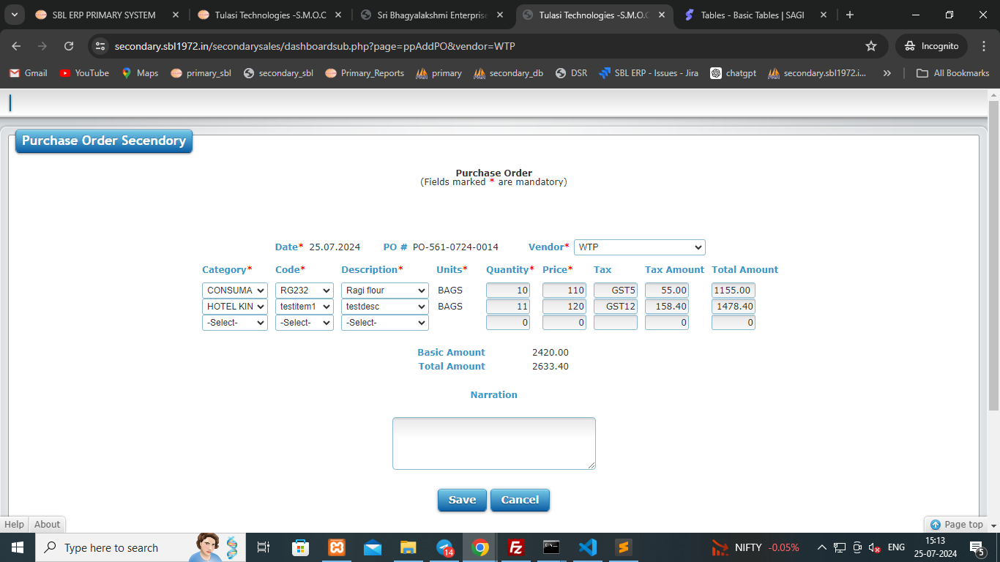 SBL ERP PRIMARY SYSTEM
Tulasi Technologies -S.M.O.C
Sri Bhagyalakshmi Enterprise
Tulasi Technologies -S.M.O.C
Tables - Basic Tables | SAGI
secondary.sbl1972.in/secondarysales/dashboardsub.php?page=ppAddPO&vendor=WTP
Incognito
Gmail YouTube Maps primary_sbl secondary_sbl Primary_Reports primary secondary_db DSR SBL ERP - Issues - Jira chatgpt secondary.sbl1972.i... » All Bookmarks
Purchase Order Secendory
Purchase Order
(Fields marked * are mandatory)
Date* 25.07.2024 PO # PO-561-0724-0014 Vendor* WTP
Category* Code* Description* Units* Quantity* Price* Tax Tax Amount Total Amount
CONSUMA RG232 Ragi flour BAGS 10 110 GST5 55.00 1155.00
HOTEL KIN testitem1 testdesc BAGS 11 120 GST12 158.40 1478.40
-Select- -Select- -Select- 0 0 0 0
Basic Amount 2420.00
Total Amount 2633.40
Narration
Save Cancel
Help About Page top
Type here to search
14
NIFTY -0.05%
ENG
15:13
25-07-2024
5